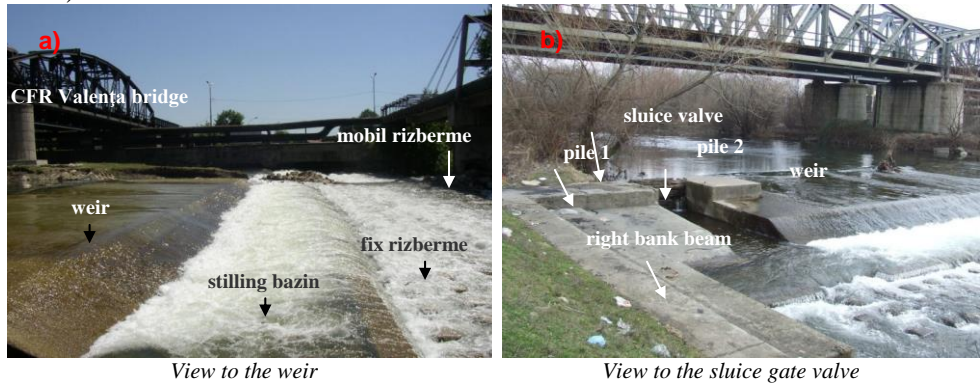 a)
CFR Valenta bridge
mobil rizberme
weir
fix rizberme
stilling bazin
View to the weir
b)
sluice valve
pile 1
pile 2
weir
right bank beam
View to the sluice gate valve